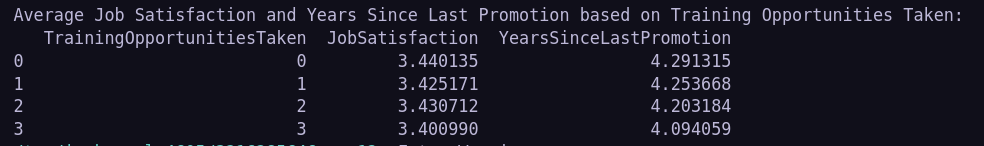 Average Job Satisfaction and Years Since Last Promotion based on Training Opportunities Taken:
   TrainingOpportunitiesTaken  JobSatisfaction  YearsSinceLastPromotion
0                           0         3.440135                 4.291315
1                           1         3.425171                 4.253668
2                           2         3.430712                 4.203184
3                           3         3.400990                 4.094059